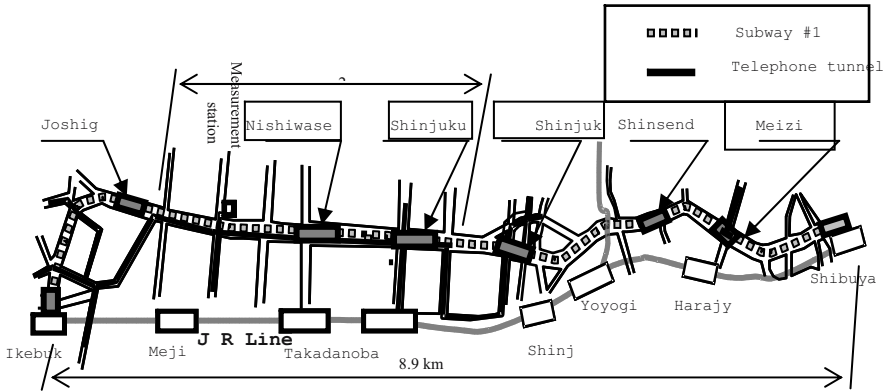 Subway #1
Telephone tunnel
Measurement
station
Joshig
Nishiwase
Shinjuku
Shinjuk
Shinsend
Meizi
Shibuya
Yoyogi
Harajy
Ikebuk
Meji
J R Line
Takadanoba
Shinj
8.9 km